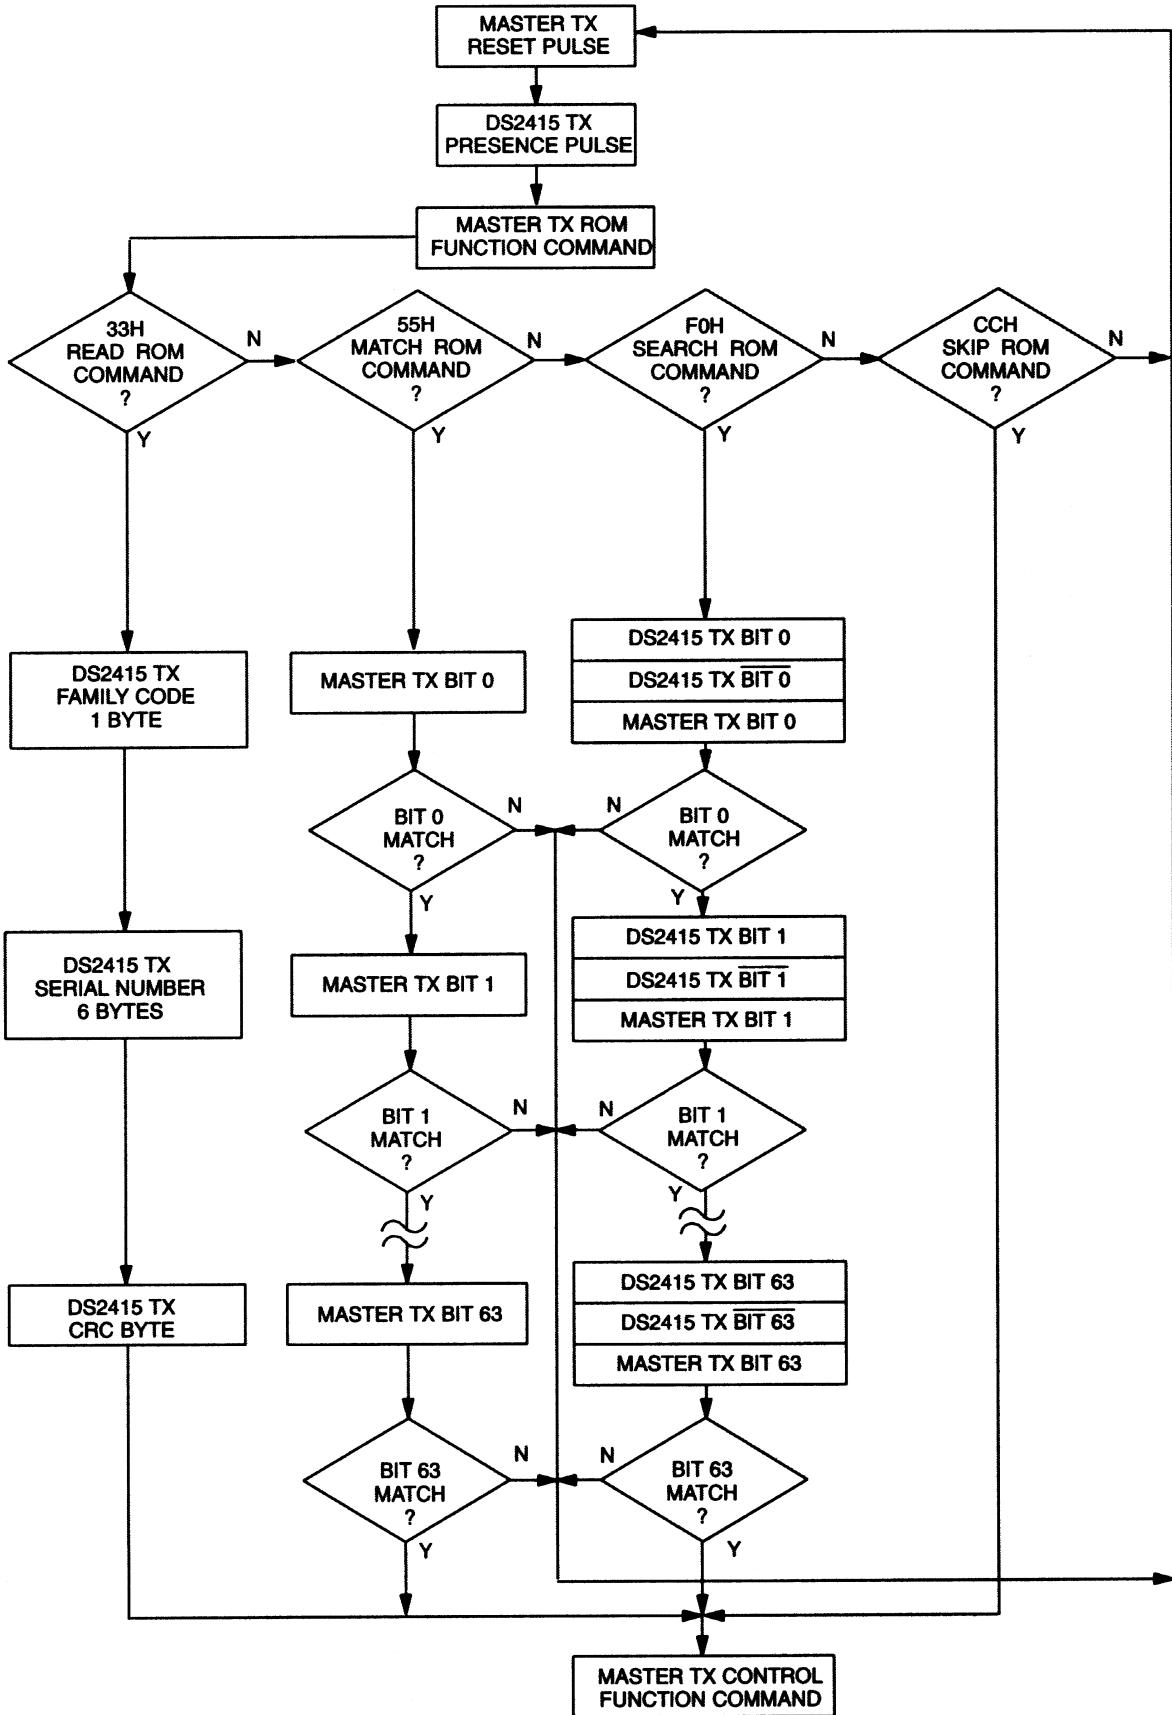 MASTER TX
RESET PULSE
DS2415 TX
PRESENCE PULSE
MASTER TX ROM
FUNCTION COMMAND
33H
READ ROM
COMMAND
?
N
Y
55H
MATCH ROM
COMMAND
?
N
Y
F0H
SEARCH ROM
COMMAND
?
N
Y
CCH
SKIP ROM
COMMAND
?
N
Y
DS2415 TX
FAMILY CODE
1 BYTE
DS2415 TX
SERIAL NUMBER
6 BYTES
DS2415 TX
CRC BYTE
MASTER TX BIT 0
BIT 0
MATCH
?
N
Y
MASTER TX BIT 1
BIT 1
MATCH
?
N
Y
MASTER TX BIT 63
BIT 63
MATCH
?
N
Y
DS2415 TX BIT 0
DS2415 TX B̅I̅T̅ ̅0̅
MASTER TX BIT 0
BIT 0
MATCH
?
N
Y
DS2415 TX BIT 1
DS2415 TX B̅I̅T̅ ̅1̅
MASTER TX BIT 1
BIT 1
MATCH
?
N
Y
DS2415 TX BIT 63
DS2415 TX B̅I̅T̅ ̅6̅3̅
MASTER TX BIT 63
BIT 63
MATCH
?
N
Y
MASTER TX CONTROL
FUNCTION COMMAND